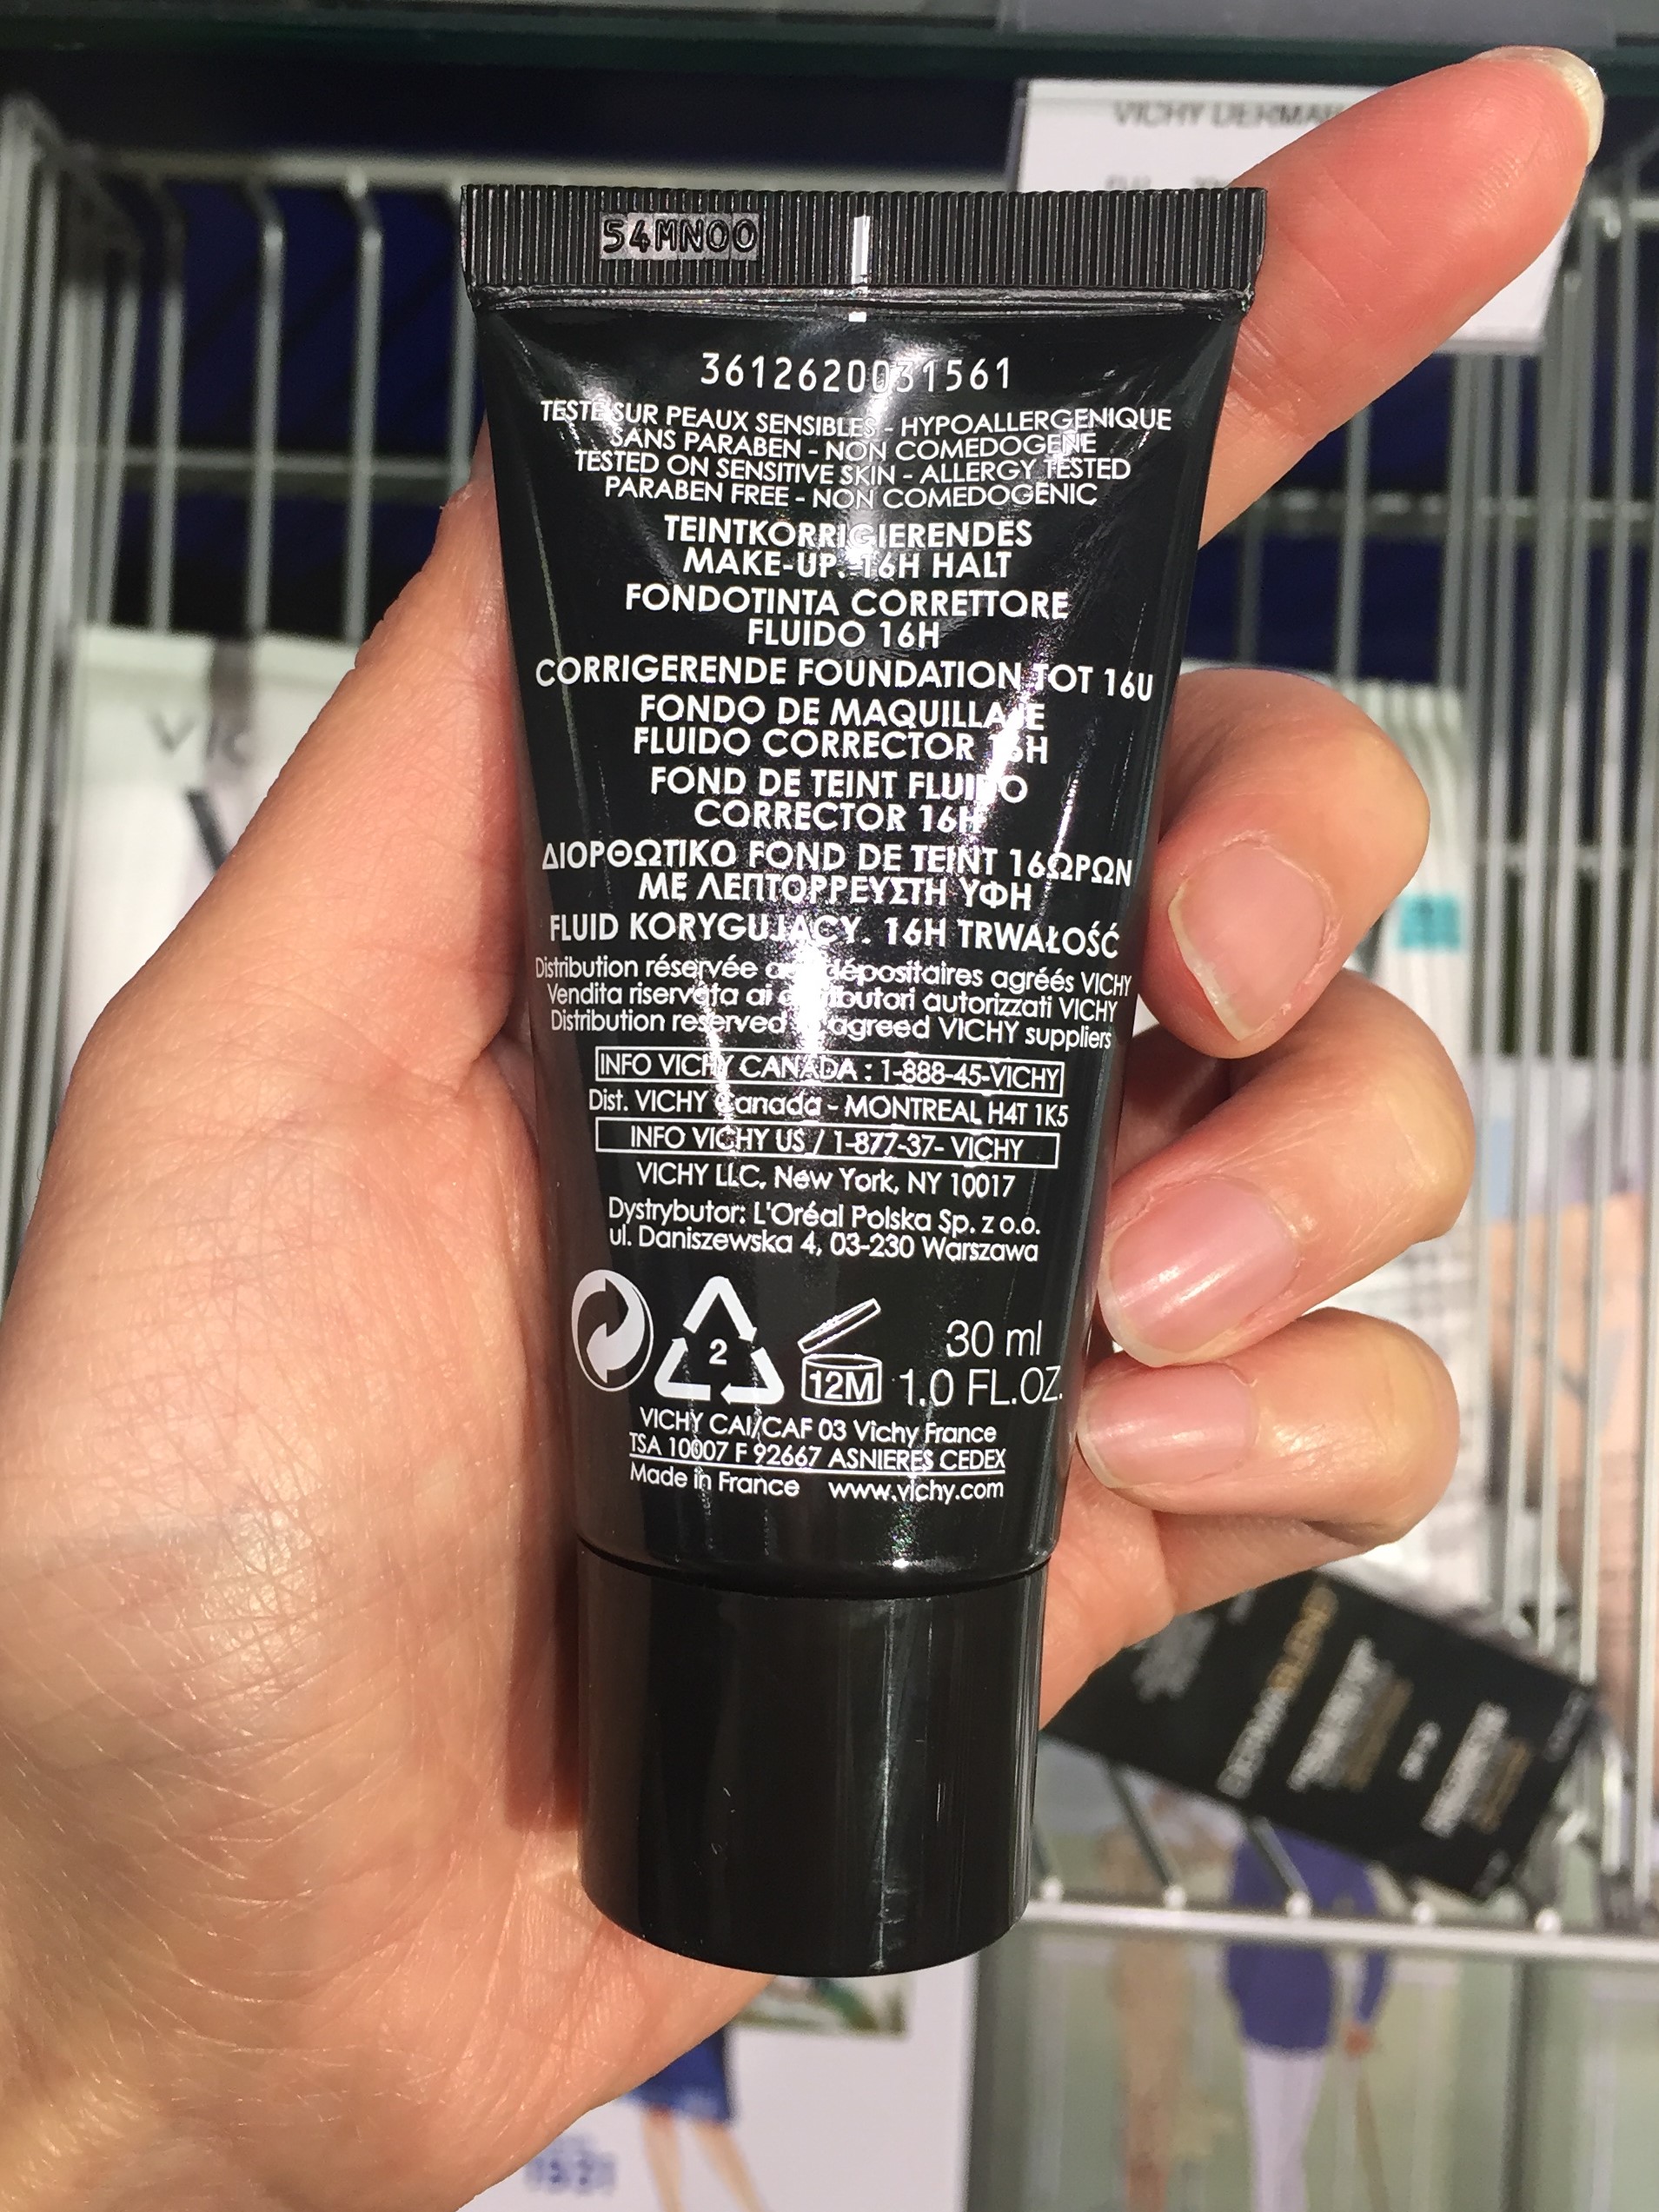 VICHY
54MN00
3612620031561
TESTE SUR PEAUX SENSIBLES - HYPOALLERGENIQUE
SANS PARABEN - NON COMEDOGENE
TESTED ON SENSITIVE SKIN - ALLERGY TESTED
PARABEN FREE - NON COMEDOGENIC
TEINTKORRIGIERENDES
MAKE-UP. 16H HALT
FONDOTINTA CORRETTORE
FLUIDO 16H
CORRIGERENDE FOUNDATION TOT 16U
FONDO DE MAQUILLAJE
FLUIDO CORRECTOR 16H
FOND DE TEINT FLUIDO
CORRECTOR 16H
ΔΙΟΡΘΩΤΙΚΟ FOND DE TEINT 16ΩΡΩΝ
ΜΕ ΛΕΠΤΟΡΡΕΥΣΤΗ ΥΦΗ
FLUID KORYGUJĄCY. 16H TRWAŁOŚĆ
Distribution réservée aux dépositaires agréés VICHY
Vendita riservata ai distributori autorizzati VICHY
Distribution reserved to agreed VICHY suppliers
INFO VICHY CANADA : 1-888-45-VICHY
Dist. VICHY Canada - MONTREAL H4T 1K5
INFO VICHY US / 1-877-37- VICHY
VICHY LLC, New York, NY 10017
Dystrybutor: L'Oréal Polska Sp. z o.o.
ul. Daniszewska 4, 03-230 Warszawa
2
12M
30 ml
1.0 FL.OZ.
VICHY CAI/CAF 03 Vichy France
TSA 10007 F 92667 ASNIERES CEDEX
Made in France www.vichy.com
DERMABLEND